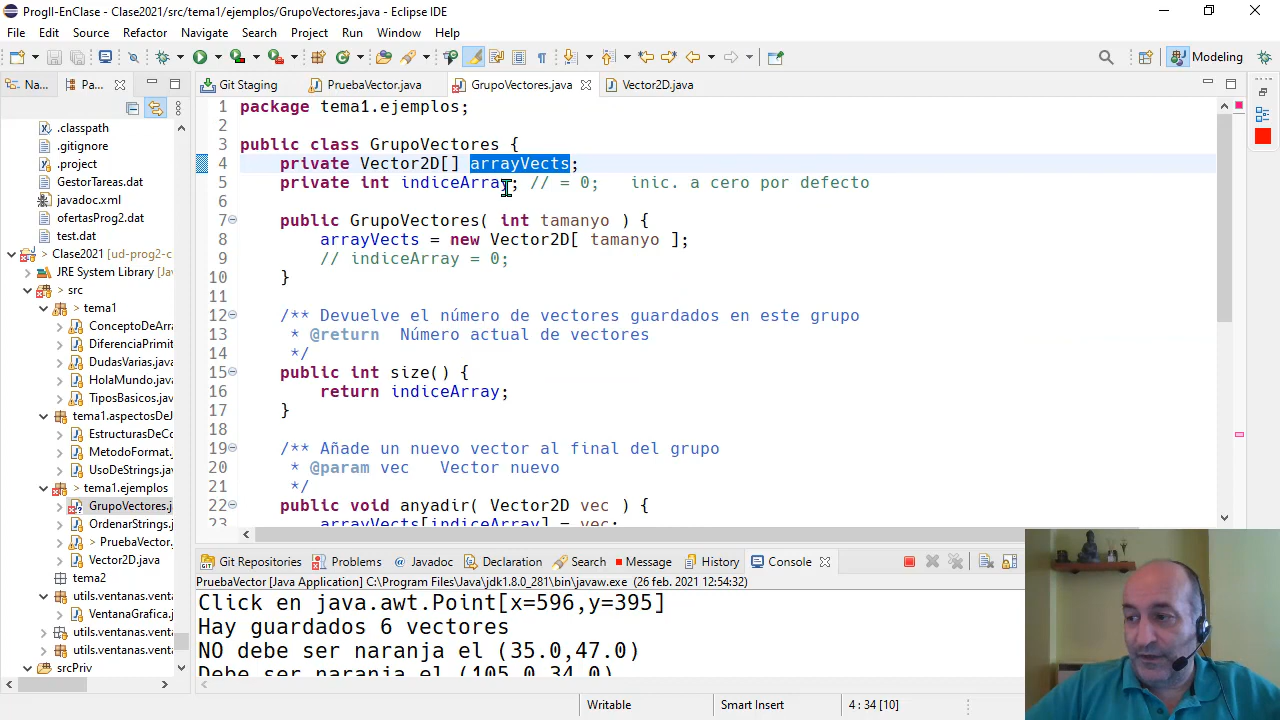 ProgII-EnClase - Clase2021/src/tema1/ejemplos/GrupoVectores.java - Eclipse IDE
File Edit Source Refactor Navigate Search Project Run Window Help
Modeling
Na... Pa... Git Staging PruebaVector.java GrupoVectores.java Vector2D.java
.classpath
.gitignore
.project
GestorTareas.dat
javadoc.xml
ofertasProg2.dat
test.dat
Clase2021 [ud-prog2-c
JRE System Library [Jav
src
> tema1
ConceptoDeArra
DiferenciaPrimit
DudasVarias.java
HolaMundo.java
TiposBasicos.java
tema1.aspectosDeJ
EstructurasDeCo
MetodoFormat.
UsoDeStrings.ja
> tema1.ejemplos
GrupoVectores.j
OrdenarStrings.j
> PruebaVector.
Vector2D.java
tema2
utils.ventanas.vent
VentanaGrafica.j
utils.ventanas.vent
utils.ventanas.vent
srcPriv
1 package tema1.ejemplos;
2
3 public class GrupoVectores {
4 private Vector2D[] arrayVects;
5 private int indiceArray; // = 0; inic. a cero por defecto
6
7 public GrupoVectores( int tamanyo ) {
8 arrayVects = new Vector2D[ tamanyo ];
9 // indiceArray = 0;
10 }
11
12 /** Devuelve el número de vectores guardados en este grupo
13 * @return Número actual de vectores
14 */
15 public int size() {
16 return indiceArray;
17 }
18
19 /** Añade un nuevo vector al final del grupo
20 * @param vec Vector nuevo
21 */
22 public void anyadir( Vector2D vec ) {
23 arrayVects[indiceArray] = vec;
Git Repositories Problems @ Javadoc Declaration Search Message History Console
PruebaVector [Java Application] C:\Program Files\Java\jdk1.8.0_281\bin\javaw.exe (26 feb. 2021 12:54:32)
Click en java.awt.Point[x=596,y=395]
Hay guardados 6 vectores
NO debe ser naranja el (35.0,47.0)
Debe ser naranja el (105.0,34.0)
Writable Smart Insert 4 : 34 [10]